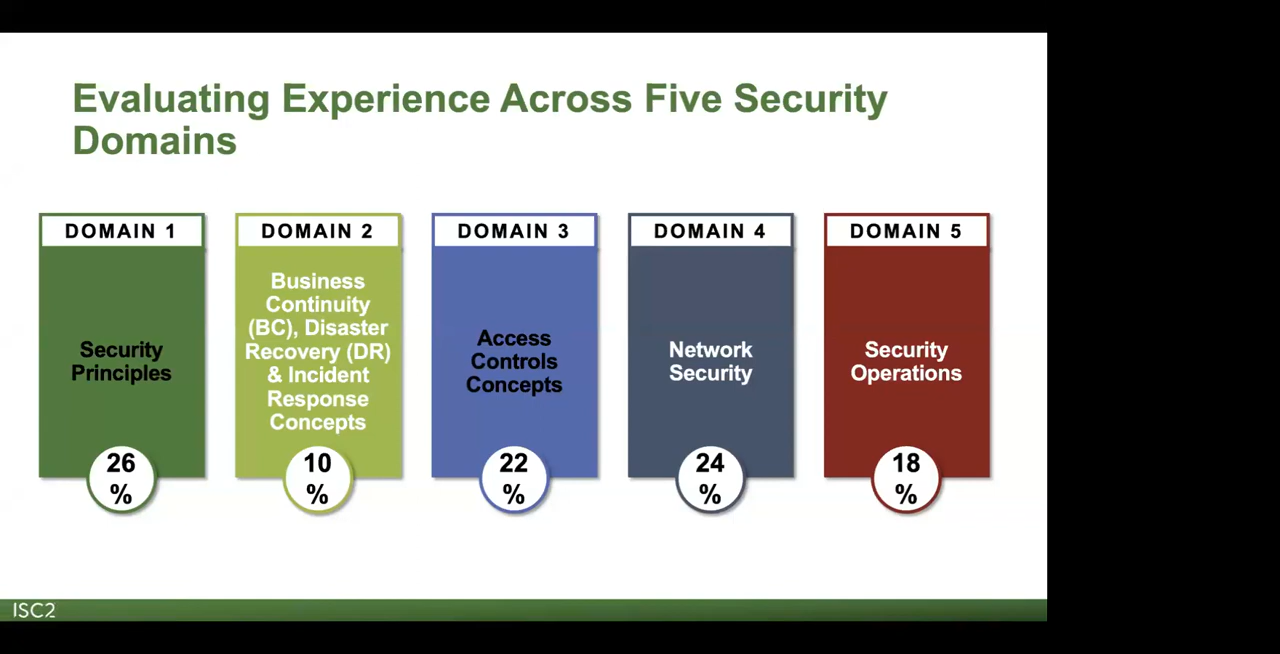 Evaluating Experience Across Five Security
Domains
DOMAIN 1
Security
Principles
26
%
DOMAIN 2
Business
Continuity
(BC), Disaster
Recovery (DR)
& Incident
Response
Concepts
10
%
DOMAIN 3
Access
Controls
Concepts
22
%
DOMAIN 4
Network
Security
24
%
DOMAIN 5
Security
Operations
18
%
ISC2